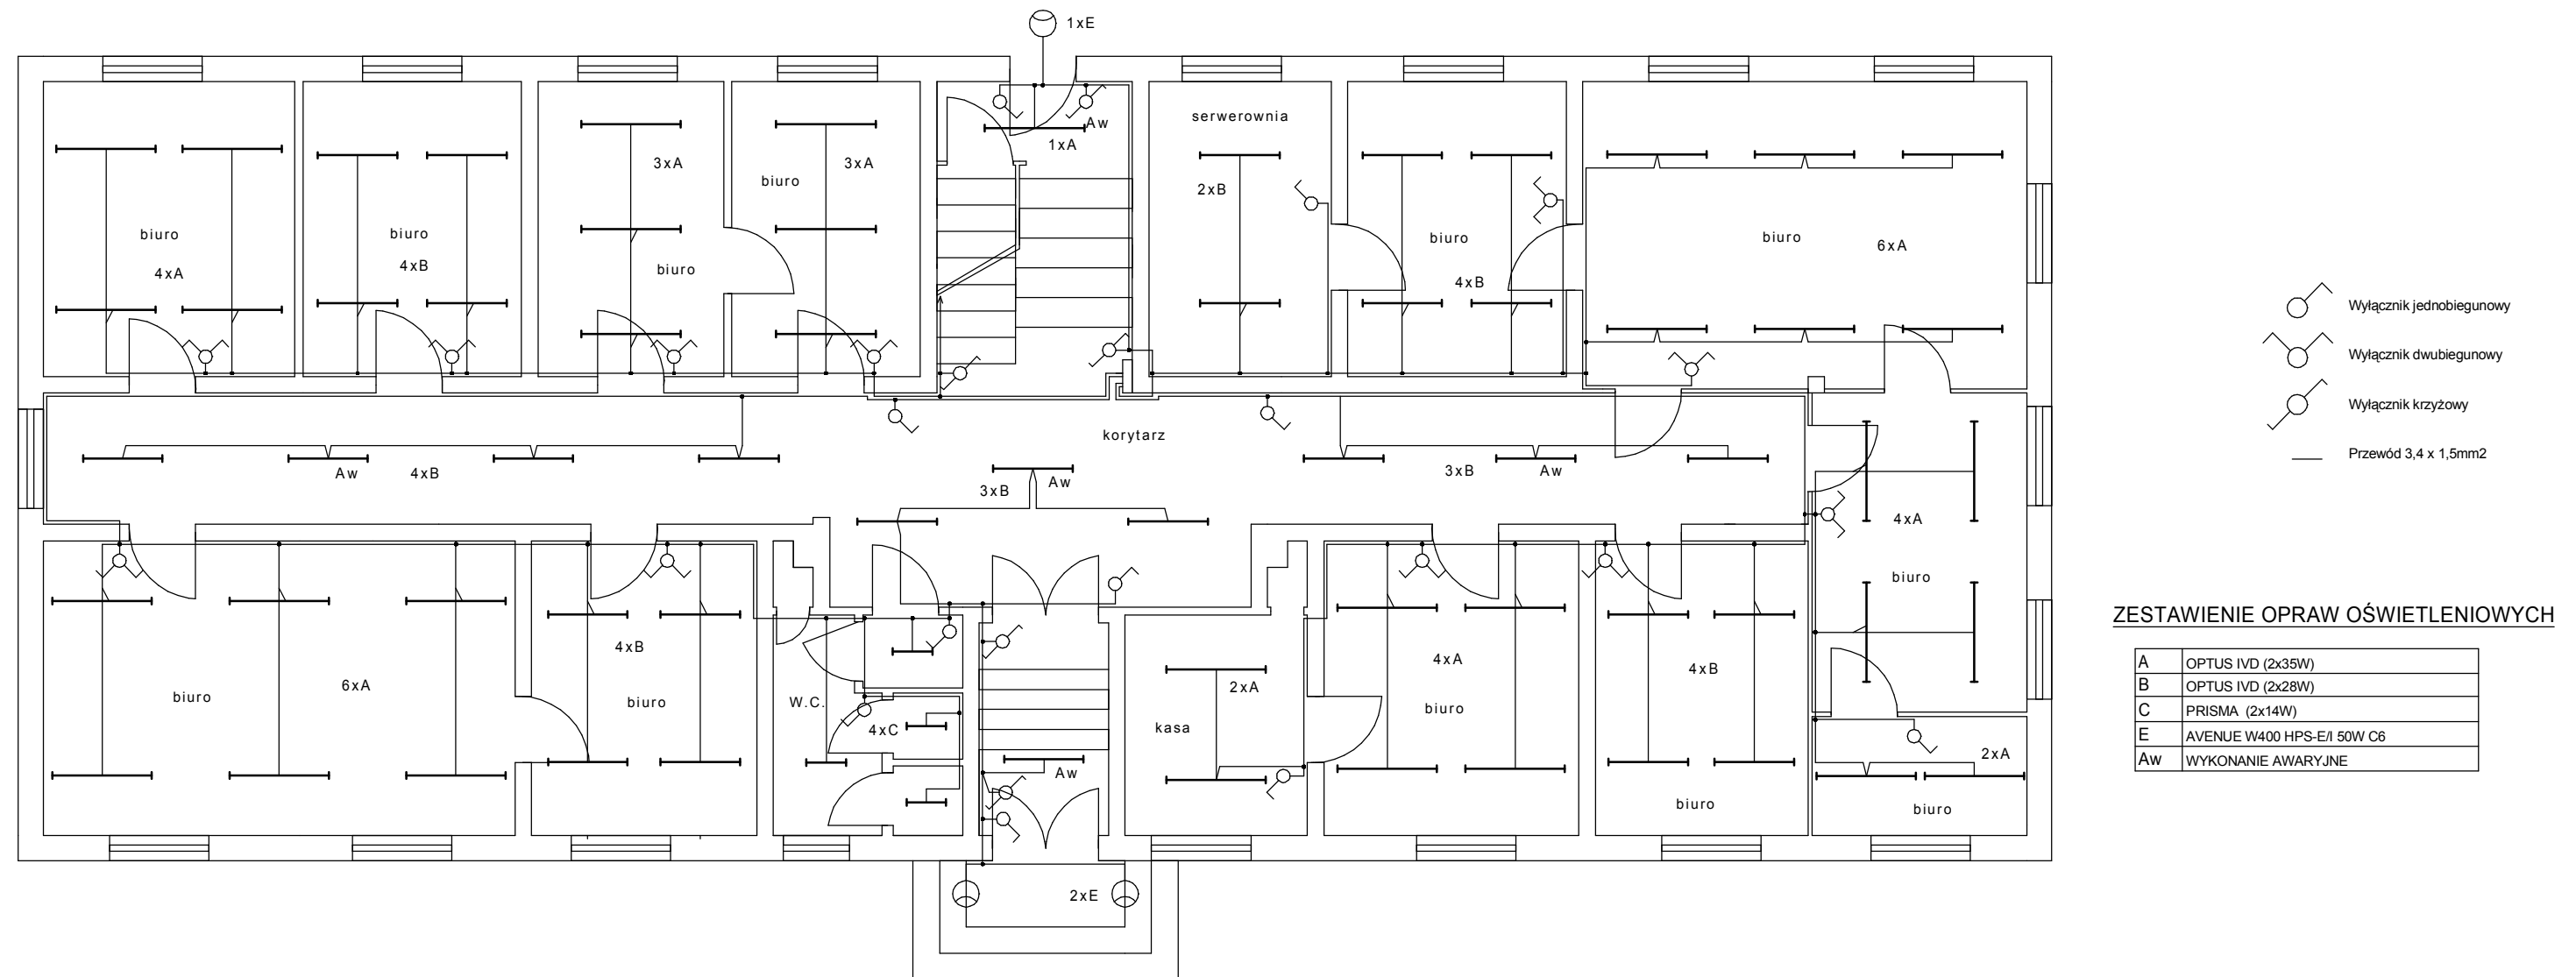 1xE
Aw
1xA
serwerownia
3xA
3xA
biuro
2xB
biuro
4xA
biuro
4xB
biuro
biuro
4xB
biuro
6xA
korytarz
Aw
4xB
3xB
Aw
3xB
Aw
4xA
biuro
4xB
biuro
6xA
biuro
W.C.
4xC
2xA
kasa
4xA
biuro
4xB
biuro
Aw
2xA
biuro
2xE
Wyłącznik jednobiegunowy
Wyłącznik dwubiegunowy
Wyłącznik krzyżowy
Przewód 3,4 x 1,5mm2
ZESTAWIENIE OPRAW OŚWIETLENIOWYCH
A OPTUS IVD (2x35W)
B OPTUS IVD (2x28W)
C PRISMA (2x14W)
E AVENUE W400 HPS-E/I 50W C6
Aw WYKONANIE AWARYJNE